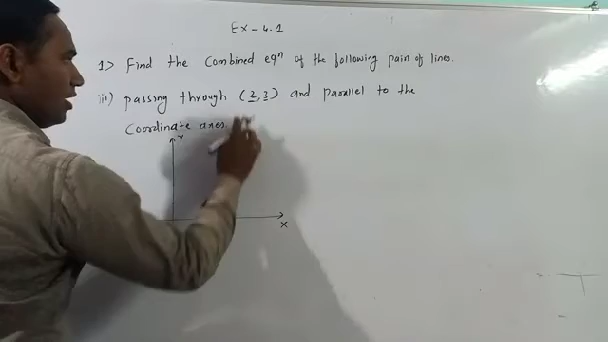 Ex - 4.1
1> Find the Combined eqⁿ of the following pair of lines.
iii) passing through (2,3) and parallel to the
Coordinate axes.
Y
X